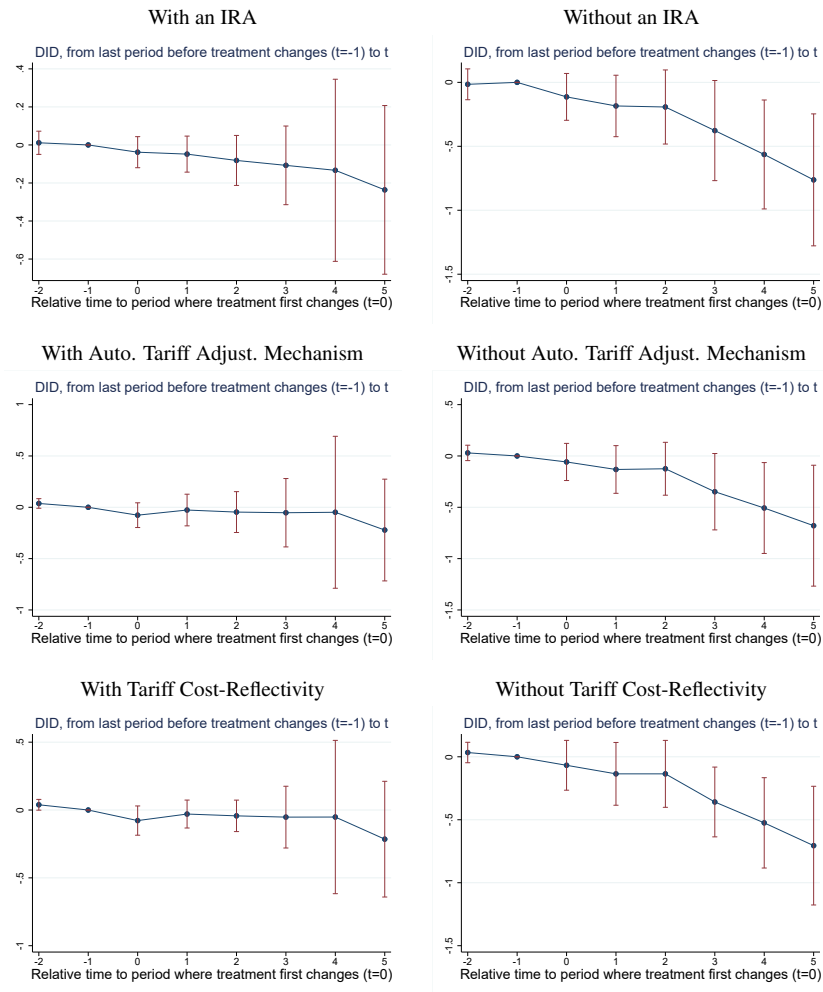 With an IRA
DID, from last period before treatment changes (t=-1) to t
.4
.2
0
-.2
-.4
-.6
-2 -1 0 1 2 3 4 5
Relative time to period where treatment first changes (t=0)
Without an IRA
DID, from last period before treatment changes (t=-1) to t
0
-.5
-1
-1.5
-2 -1 0 1 2 3 4 5
Relative time to period where treatment first changes (t=0)
With Auto. Tariff Adjust. Mechanism
DID, from last period before treatment changes (t=-1) to t
1
.5
0
-.5
-1
-2 -1 0 1 2 3 4 5
Relative time to period where treatment first changes (t=0)
Without Auto. Tariff Adjust. Mechanism
DID, from last period before treatment changes (t=-1) to t
.5
0
-.5
-1
-1.5
-2 -1 0 1 2 3 4 5
Relative time to period where treatment first changes (t=0)
With Tariff Cost-Reflectivity
DID, from last period before treatment changes (t=-1) to t
.5
0
-.5
-1
-2 -1 0 1 2 3 4 5
Relative time to period where treatment first changes (t=0)
Without Tariff Cost-Reflectivity
DID, from last period before treatment changes (t=-1) to t
0
-.5
-1
-1.5
-2 -1 0 1 2 3 4 5
Relative time to period where treatment first changes (t=0)